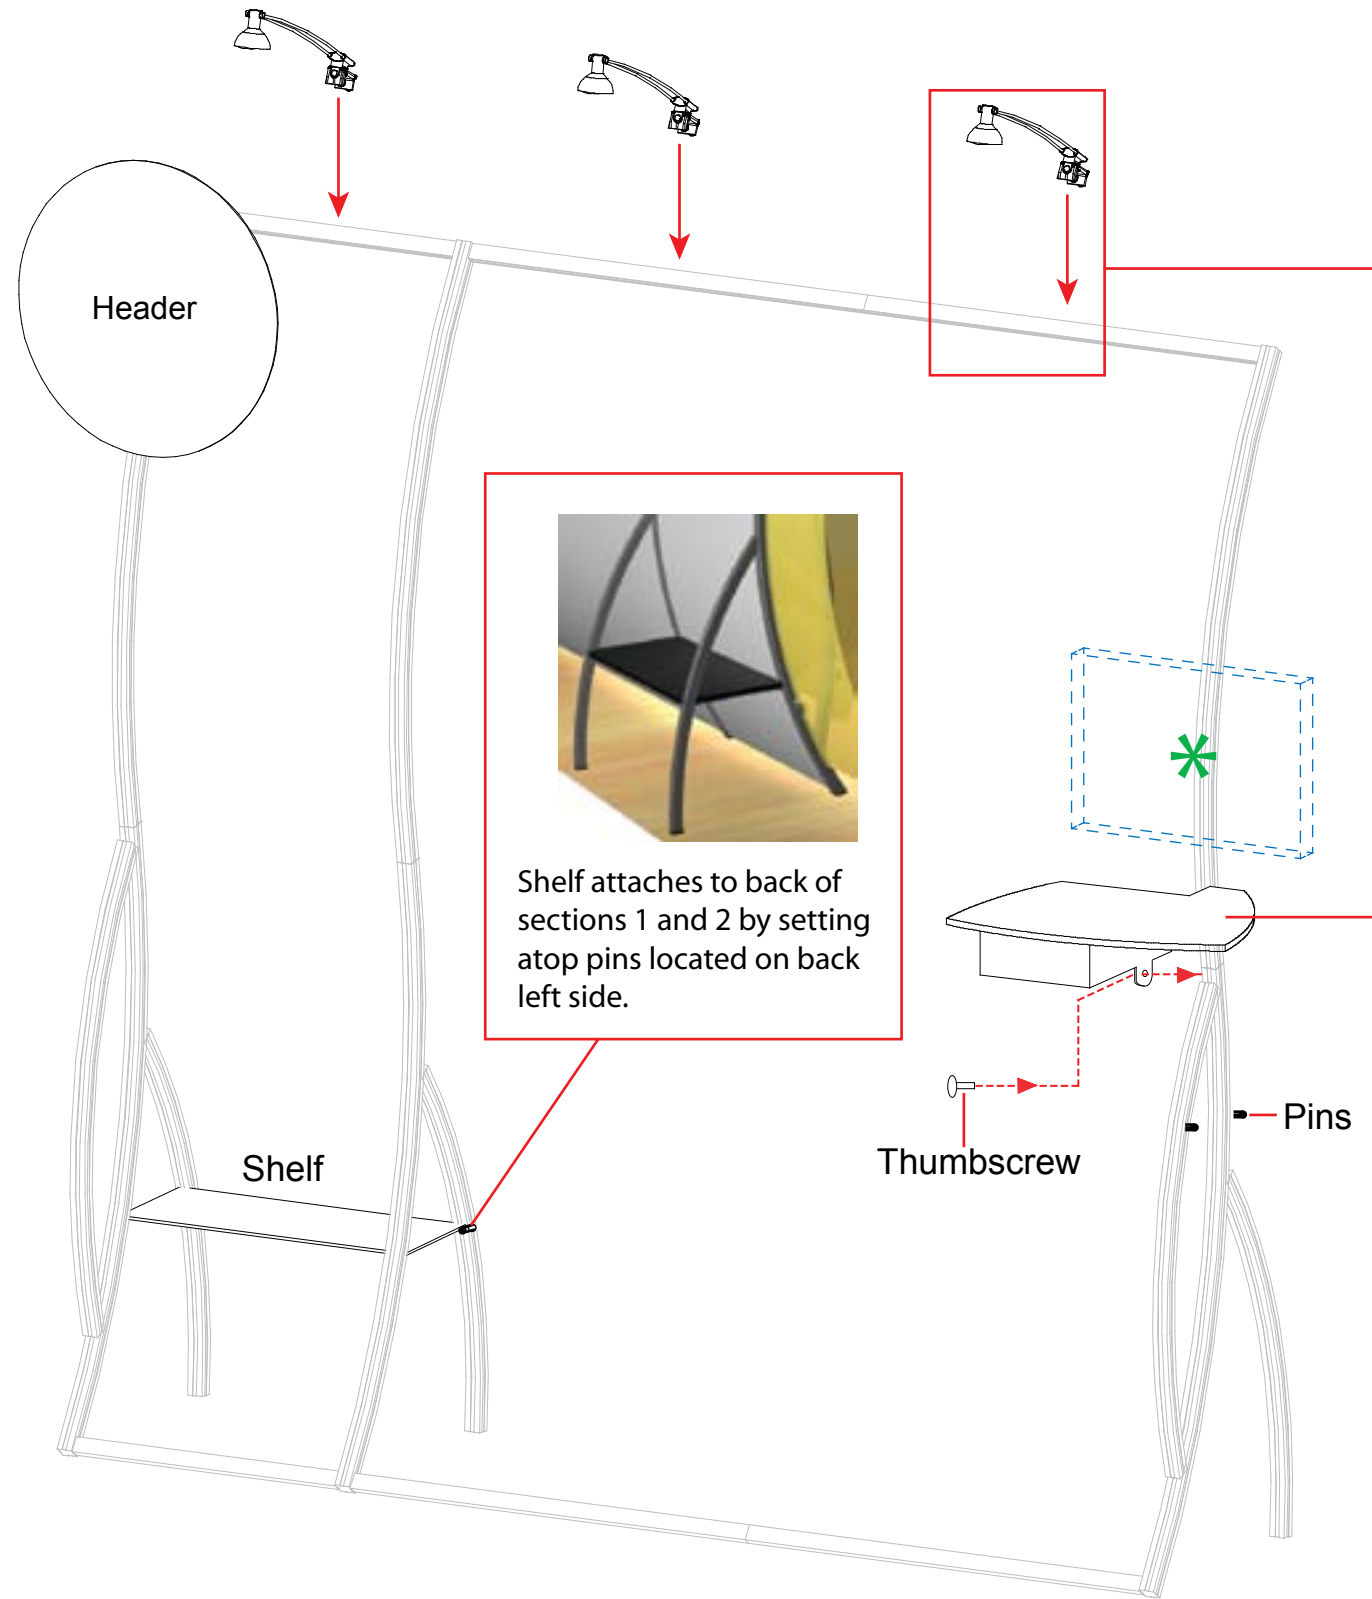 Header
Shelf attaches to back of
sections 1 and 2 by setting
atop pins located on back
left side.
Pins
Thumbscrew
Shelf